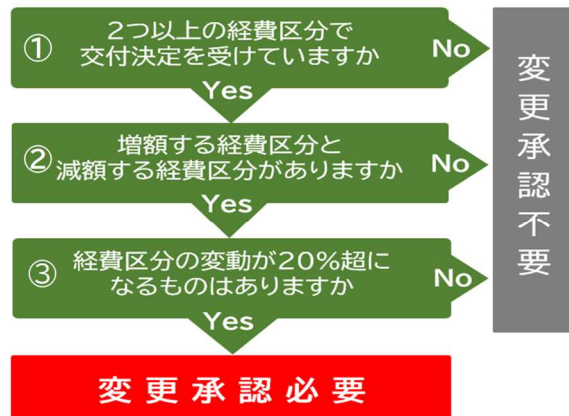 ①
2つ以上の経費区分で
交付決定を受けていますか
No
Yes
②
増額する経費区分と
減額する経費区分がありますか
No
Yes
③
経費区分の変動が20%超に
なるものはありますか
No
Yes
変更承認必要
変更承認不要